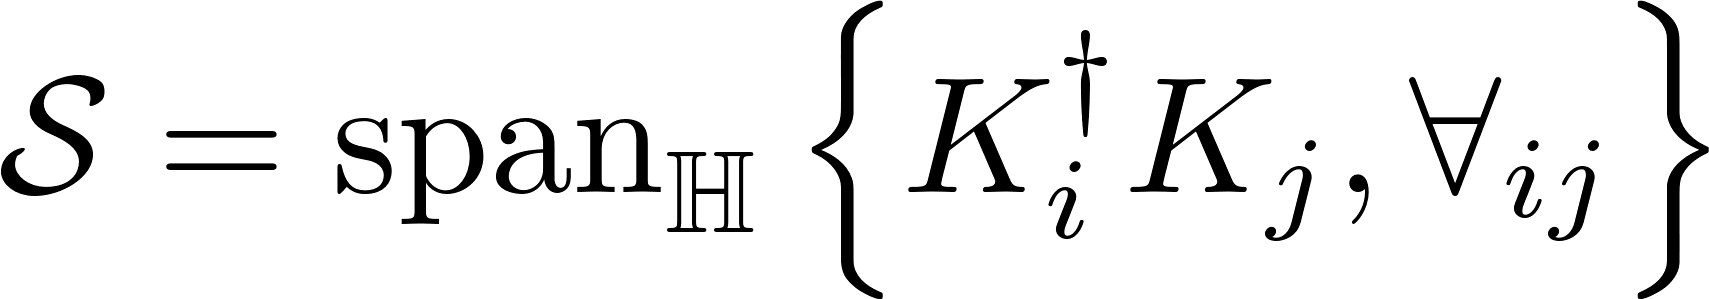 𝒮 = span_ℍ { K_i^† K_j, ∀_{ij} }